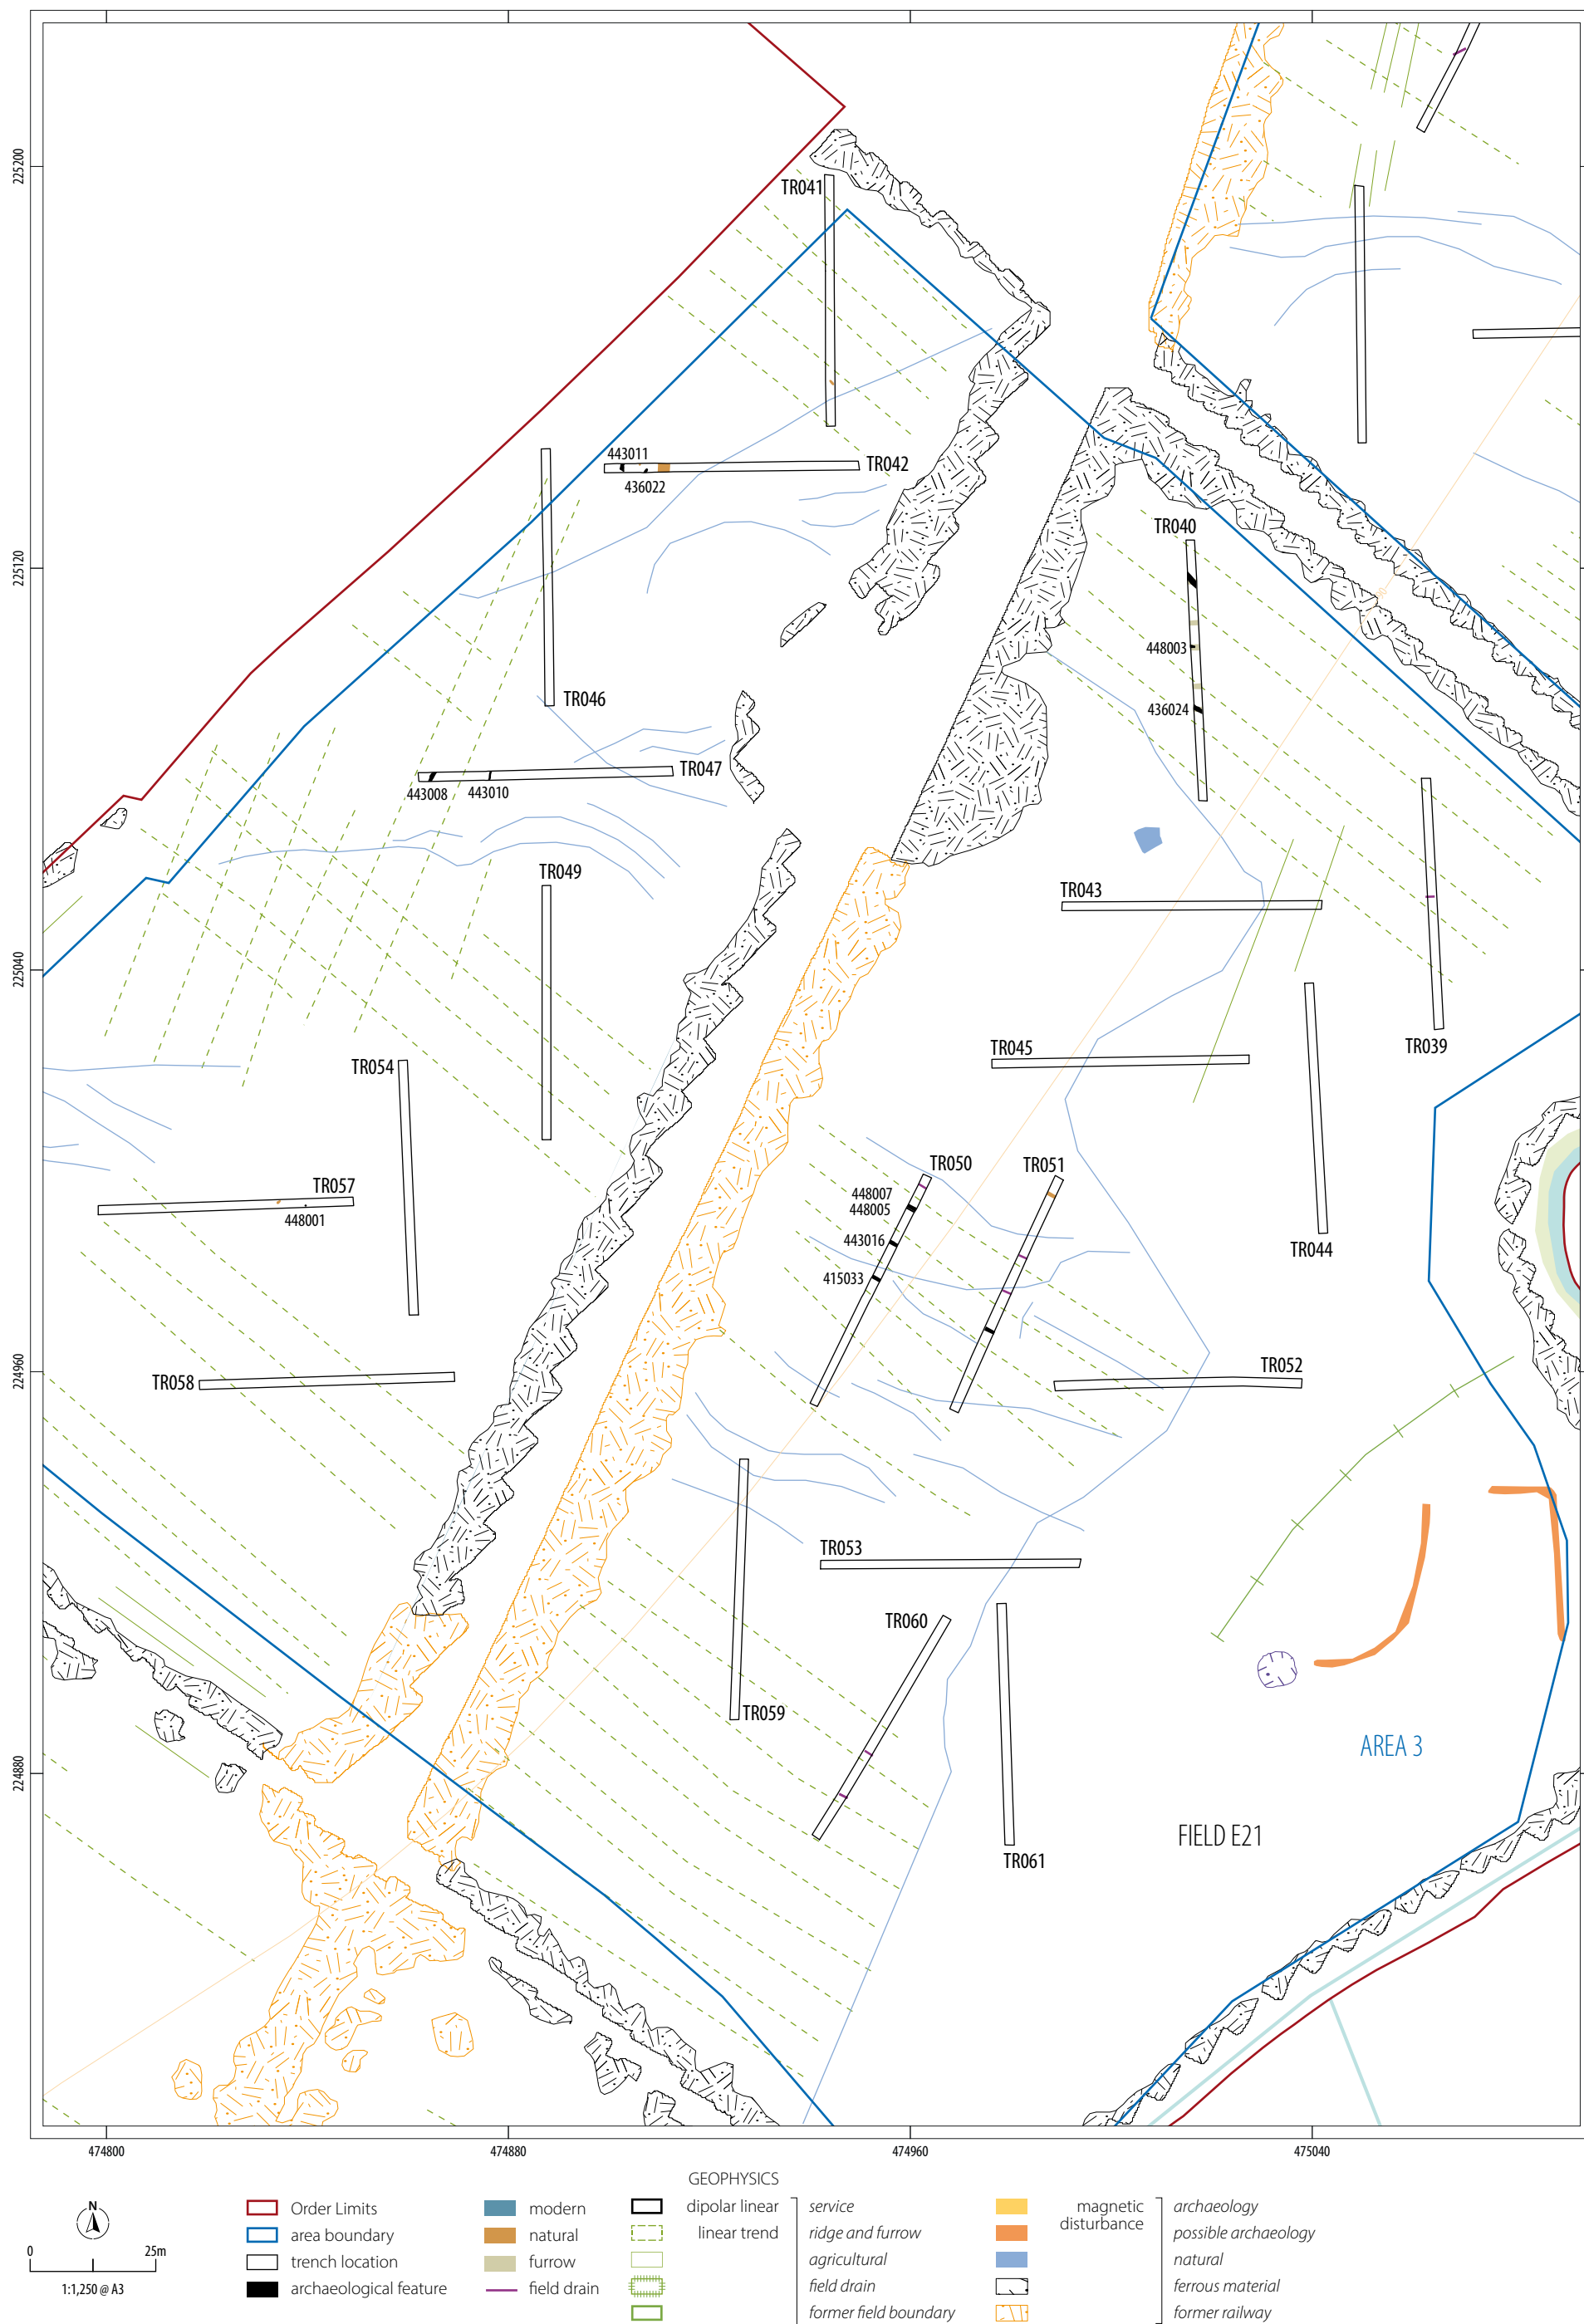 225200
TR041
443011
TR042
436022
TR040
225120
448003
TR046
436024
TR047
443008
443010
TR049
TR043
225040
TR045
TR039
TR054
TR050
TR051
TR057
448007
448005
448001
443016
TR044
415033
224960
TR052
TR058
TR053
TR060
TR059
AREA 3
224880
FIELD E21
TR061
474800
474880
474960
475040
GEOPHYSICS
N
0 25m
1:1,250 @ A3
Order Limits
area boundary
trench location
archaeological feature
modern
natural
furrow
field drain
dipolar linear
linear trend
service
ridge and furrow
agricultural
field drain
former field boundary
magnetic
disturbance
archaeology
possible archaeology
natural
ferrous material
former railway